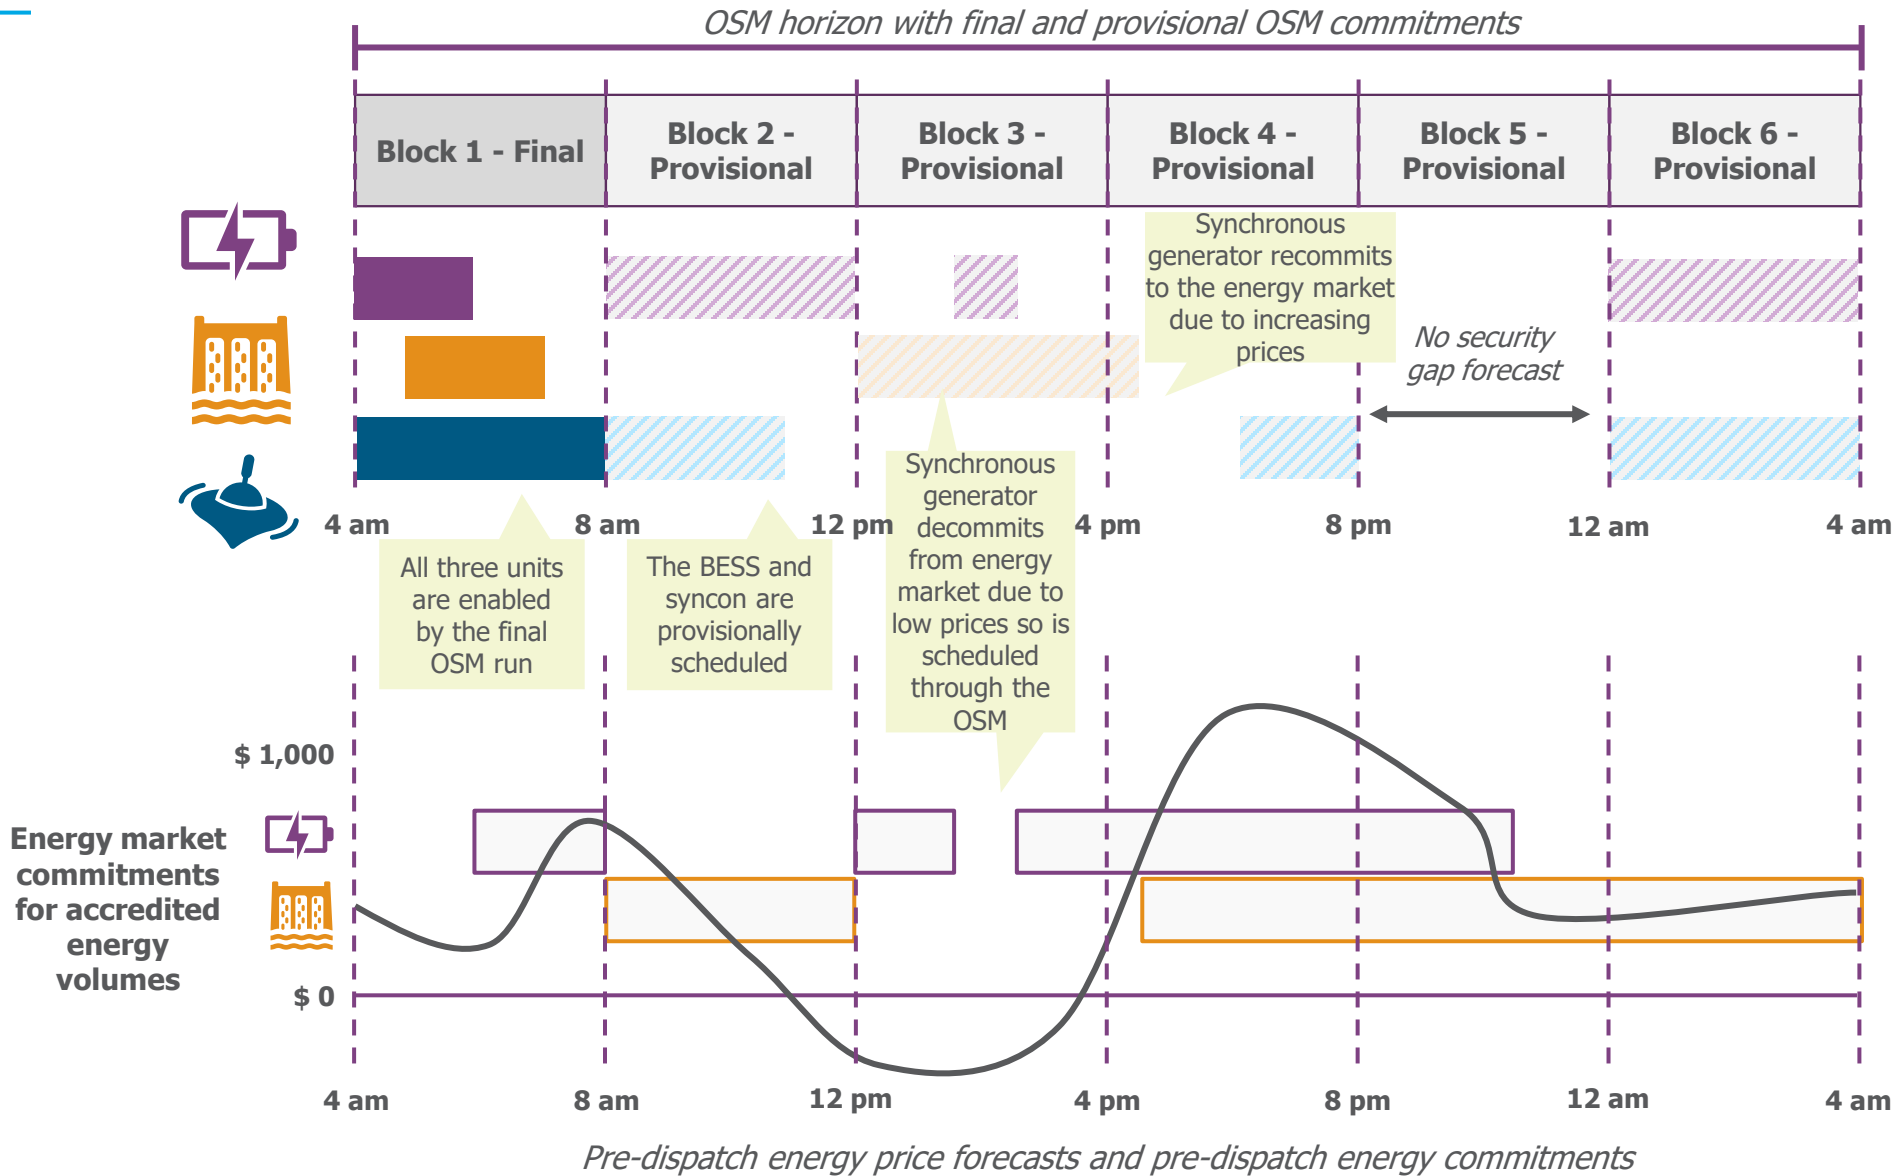 OSM horizon with final and provisional OSM commitments
Block 1 - Final
Block 2 -
Provisional
Block 3 -
Provisional
Block 4 -
Provisional
Block 5 -
Provisional
Block 6 -
Provisional
Synchronous
generator recommits
to the energy market
due to increasing
prices
No security
gap forecast
4 am
8 am
12 pm
4 pm
8 pm
12 am
4 am
All three units
are enabled
by the final
OSM run
The BESS and
syncon are
provisionally
scheduled
Synchronous
generator
decommits
from energy
market due to
low prices so is
scheduled
through the
OSM
$ 1,000
Energy market
commitments
for accredited
energy
volumes
$ 0
4 am
8 am
12 pm
4 pm
8 pm
12 am
4 am
Pre-dispatch energy price forecasts and pre-dispatch energy commitments